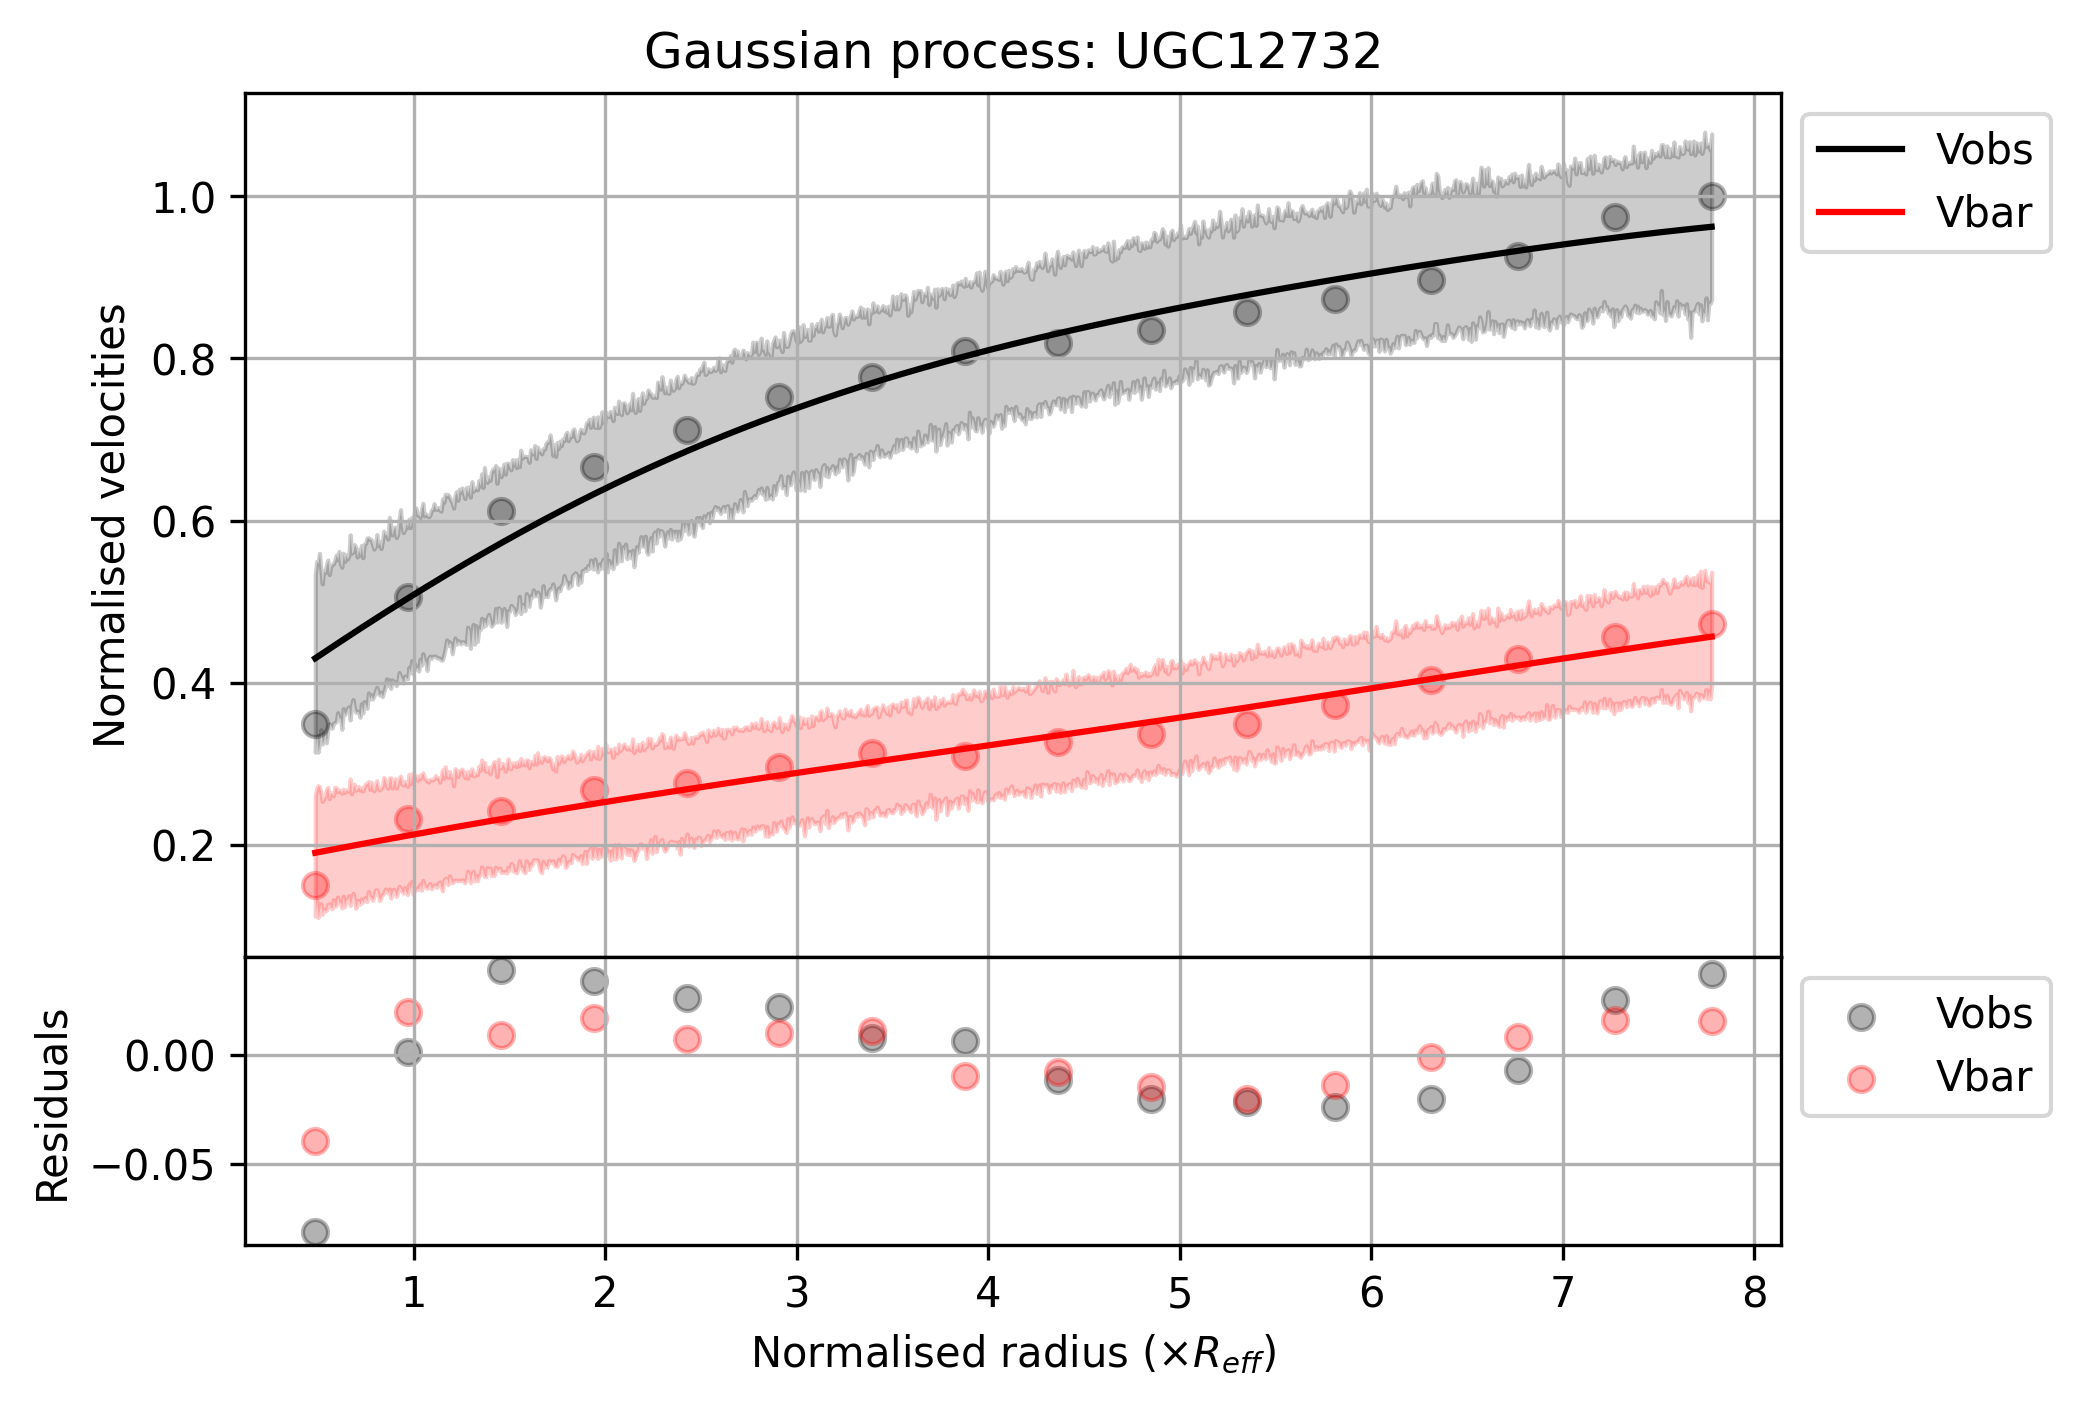 Gaussian process: UGC12732
Normalised velocities
1.0
0.8
0.6
0.4
0.2
Vobs
Vbar
Residuals
0.00
−0.05
Vobs
Vbar
1 2 3 4 5 6 7 8
Normalised radius (×R_eff)